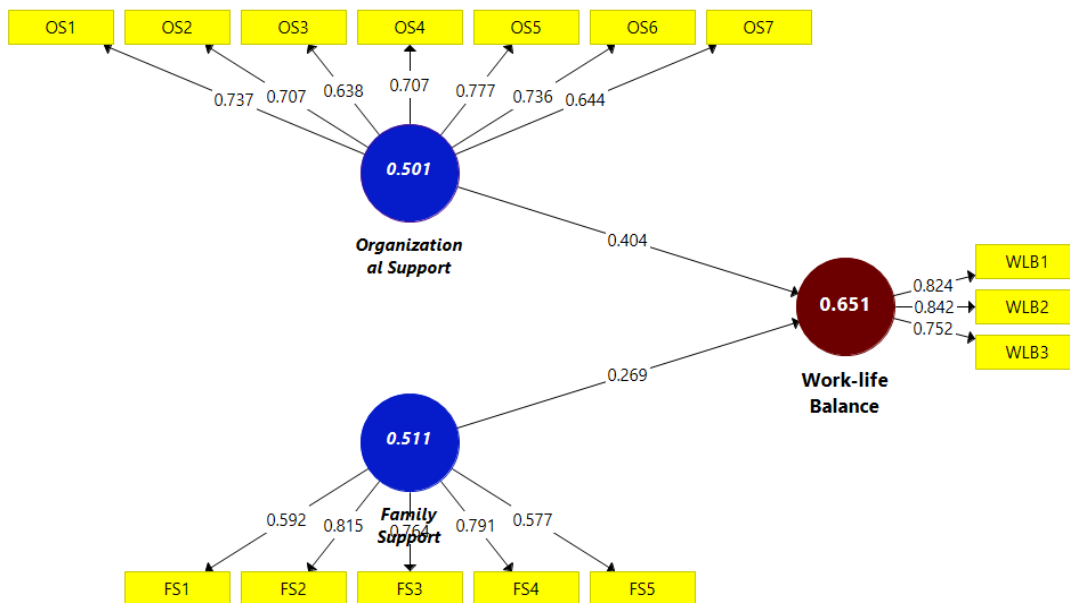 OS1 OS2 OS3 OS4 OS5 OS6 OS7
0.737 0.707 0.638 0.707 0.777 0.736 0.644
0.501
Organization
al Support
0.404
WLB1
0.824
0.651
0.842
WLB2
0.752
WLB3
Work-life
Balance
0.269
0.511
Family
Support
0.592 0.815 0.764 0.791 0.577
FS1 FS2 FS3 FS4 FS5